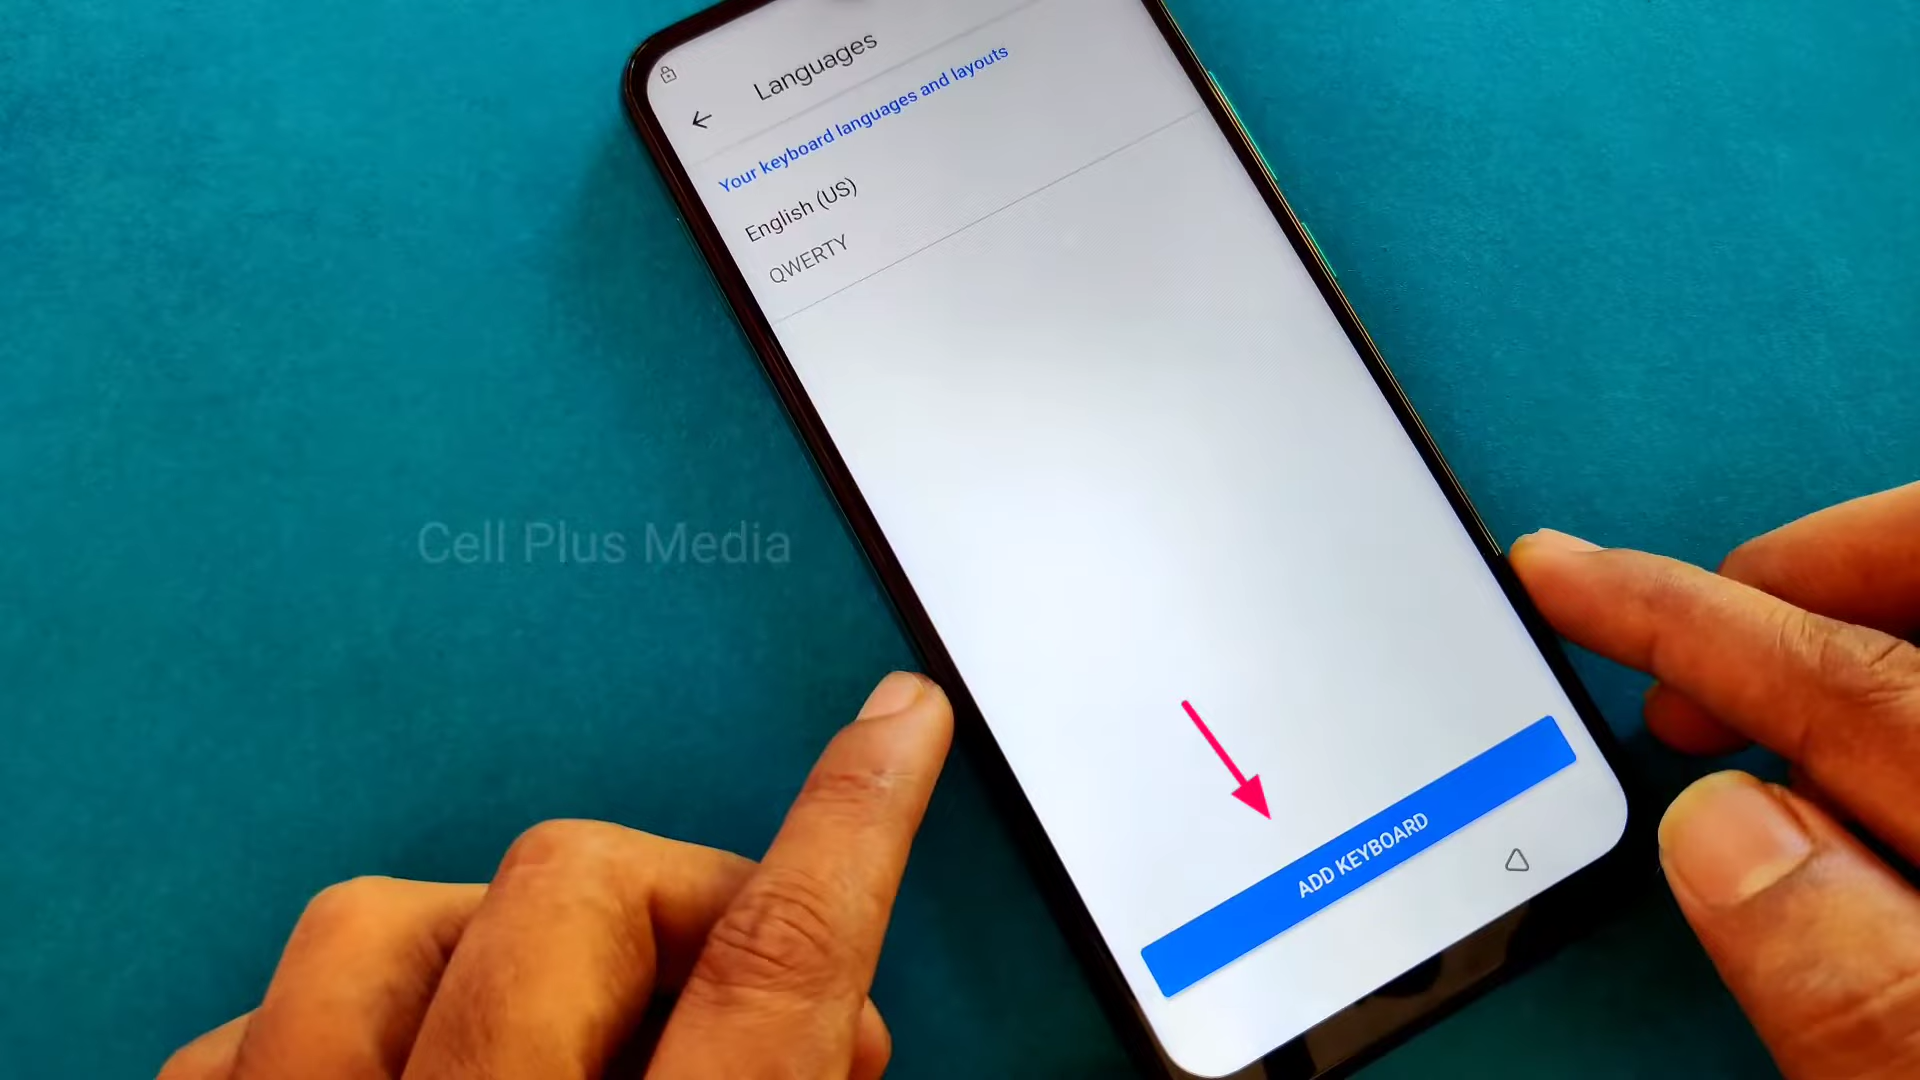 Languages
Your keyboard languages and layouts
English (US)
QWERTY
Cell Plus Media
ADD KEYBOARD